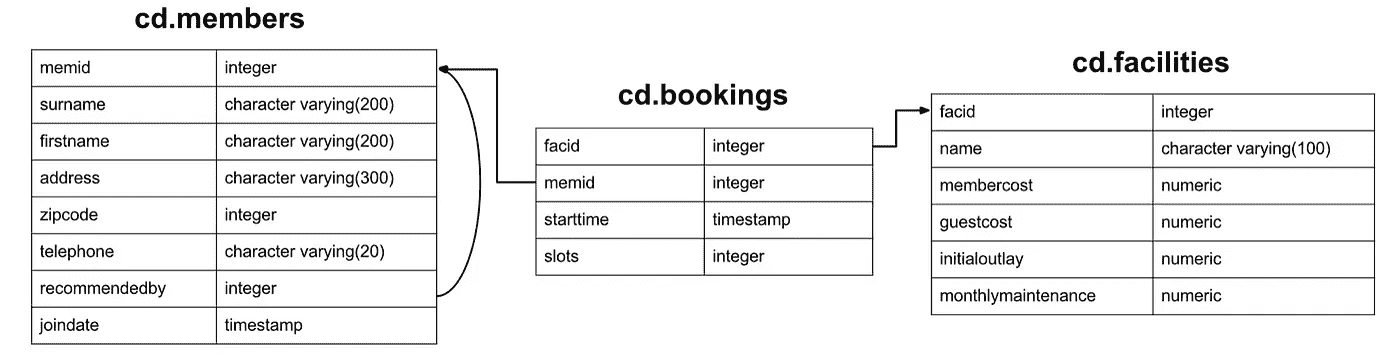 cd.members
memid integer
surname character varying(200)
firstname character varying(200)
address character varying(300)
zipcode integer
telephone character varying(20)
recommendedby integer
joindate timestamp
cd.bookings
facid integer
memid integer
starttime timestamp
slots integer
cd.facilities
facid integer
name character varying(100)
membercost numeric
guestcost numeric
initialoutlay numeric
monthlymaintenance numeric